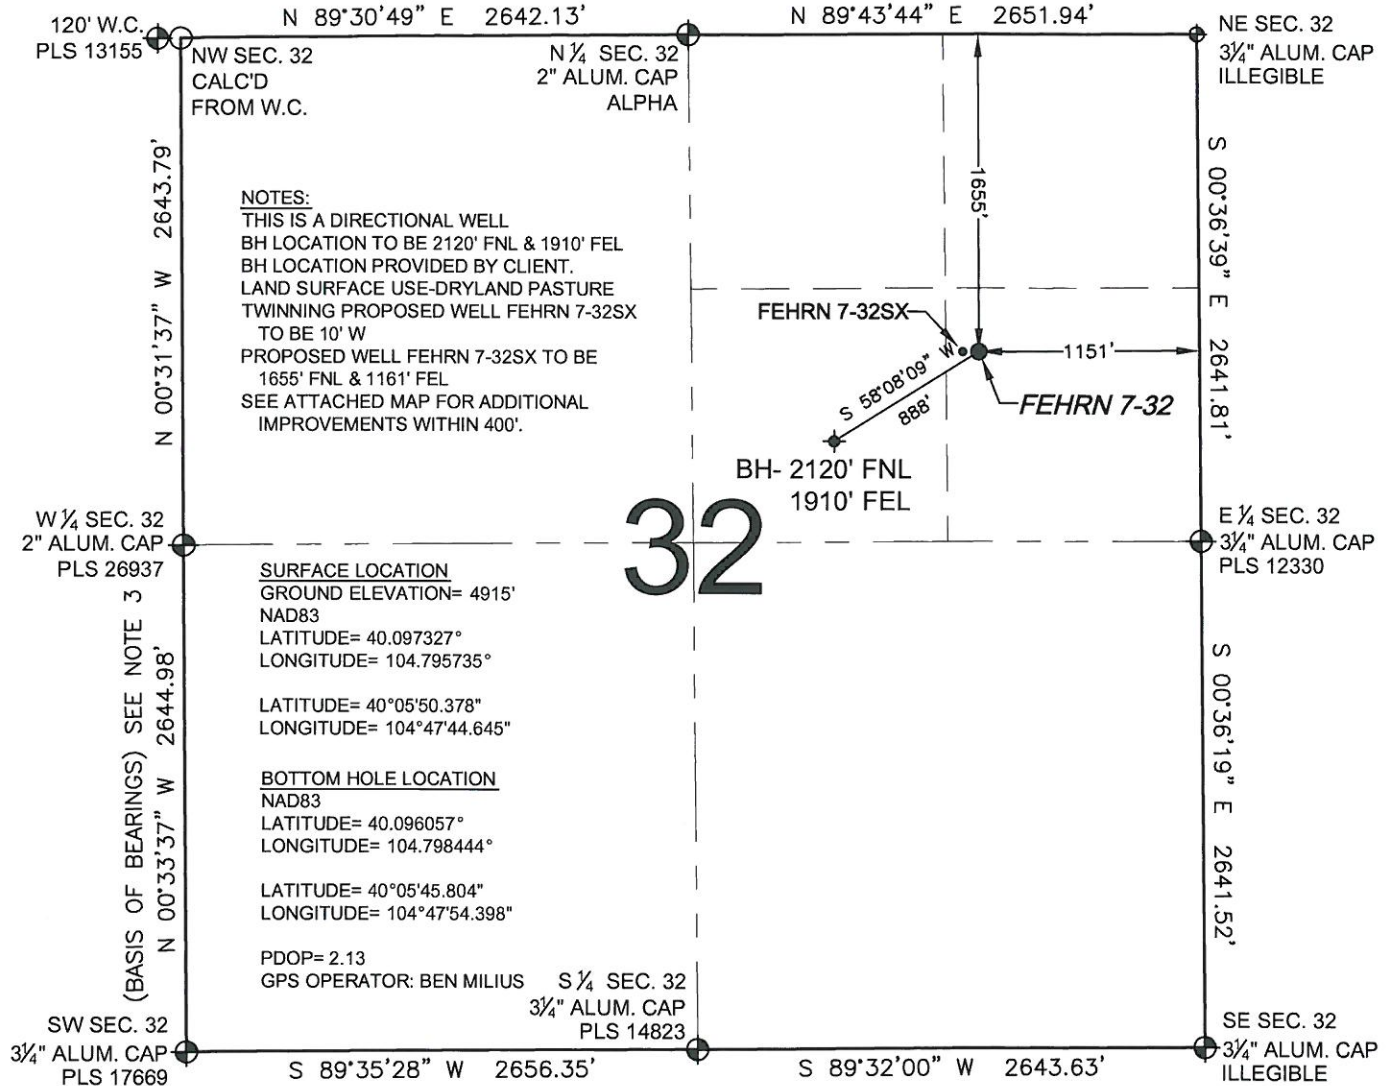 N 89°30'49" E 2642.13'
N 89°43'44" E 2651.94'
120' W.C.
PLS 13155
NW SEC. 32
CALC'D
FROM W.C.
N ¼ SEC. 32
2" ALUM. CAP
ALPHA
NE SEC. 32
3¼" ALUM. CAP
ILLEGIBLE
N 00°31'37" W 2643.79'
NOTES:
THIS IS A DIRECTIONAL WELL
BH LOCATION TO BE 2120' FNL & 1910' FEL
BH LOCATION PROVIDED BY CLIENT.
LAND SURFACE USE-DRYLAND PASTURE
TWINNING PROPOSED WELL FEHRN 7-32SX
TO BE 10' W
PROPOSED WELL FEHRN 7-32SX TO BE
1655' FNL & 1161' FEL
SEE ATTACHED MAP FOR ADDITIONAL
IMPROVEMENTS WITHIN 400'.
1655'
S 00°36'39" E 2641.81'
FEHRN 7-32SX
1151'
S 58°08'09" W
888'
FEHRN 7-32
BH- 2120' FNL
1910' FEL
32
W ¼ SEC. 32
2" ALUM. CAP
PLS 26937
E ¼ SEC. 32
3¼" ALUM. CAP
PLS 12330
(BASIS OF BEARINGS) SEE NOTE 3
N 00°33'37" W 2644.98'
SURFACE LOCATION
GROUND ELEVATION= 4915'
NAD83
LATITUDE= 40.097327°
LONGITUDE= 104.795735°
LATITUDE= 40°05'50.378"
LONGITUDE= 104°47'44.645"
BOTTOM HOLE LOCATION
NAD83
LATITUDE= 40.096057°
LONGITUDE= 104.798444°
LATITUDE= 40°05'45.804"
LONGITUDE= 104°47'54.398"
PDOP= 2.13
GPS OPERATOR: BEN MILIUS
S 00°36'19" E 2641.52'
S ¼ SEC. 32
3¼" ALUM. CAP
PLS 14823
SW SEC. 32
3¼" ALUM. CAP
PLS 17669
SE SEC. 32
3¼" ALUM. CAP
ILLEGIBLE
S 89°35'28" W 2656.35'
S 89°32'00" W 2643.63'